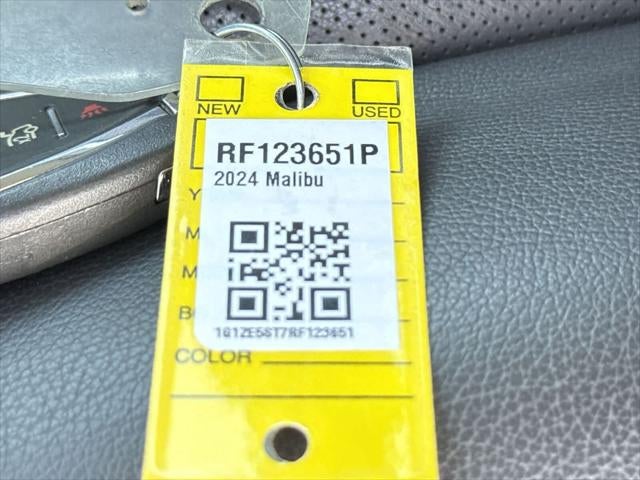 NEW USED
RF123651P
2024 Malibu
Y
M
M
B
1G1ZE5ST7RF123651
COLOR